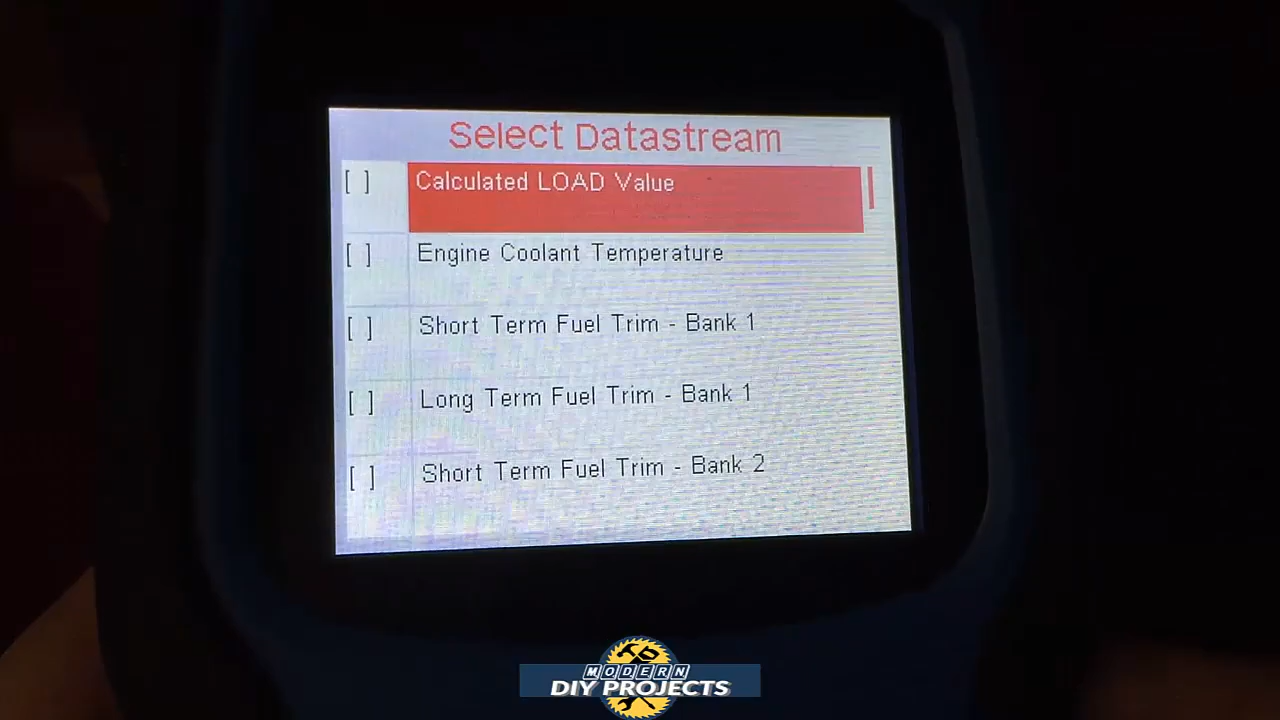 Select Datastream
[ ] Calculated LOAD Value
[ ] Engine Coolant Temperature
[ ] Short Term Fuel Trim - Bank 1
[ ] Long Term Fuel Trim - Bank 1
[ ] Short Term Fuel Trim - Bank 2
MODERN
DIY PROJECTS